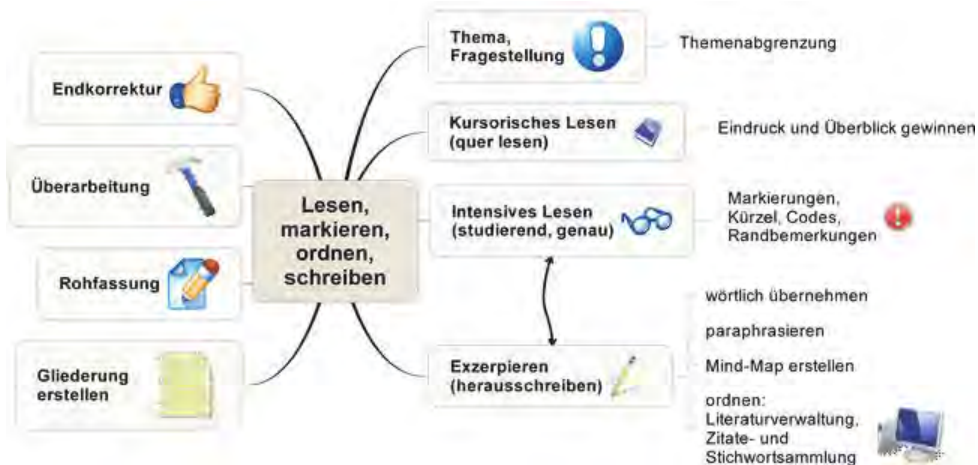 Lesen,
markieren,
ordnen,
schreiben
Thema,
Fragestellung
Themenabgrenzung
Kursorisches Lesen
(quer lesen)
Eindruck und Überblick gewinnen
Intensives Lesen
(studierend, genau)
Markierungen,
Kürzel, Codes,
Randbemerkungen
Exzerpieren
(herausschreiben)
wörtlich übernehmen
paraphrasieren
Mind-Map erstellen
ordnen:
Literaturverwaltung,
Zitate- und
Stichwortsammlung
Gliederung
erstellen
Rohfassung
Überarbeitung
Endkorrektur